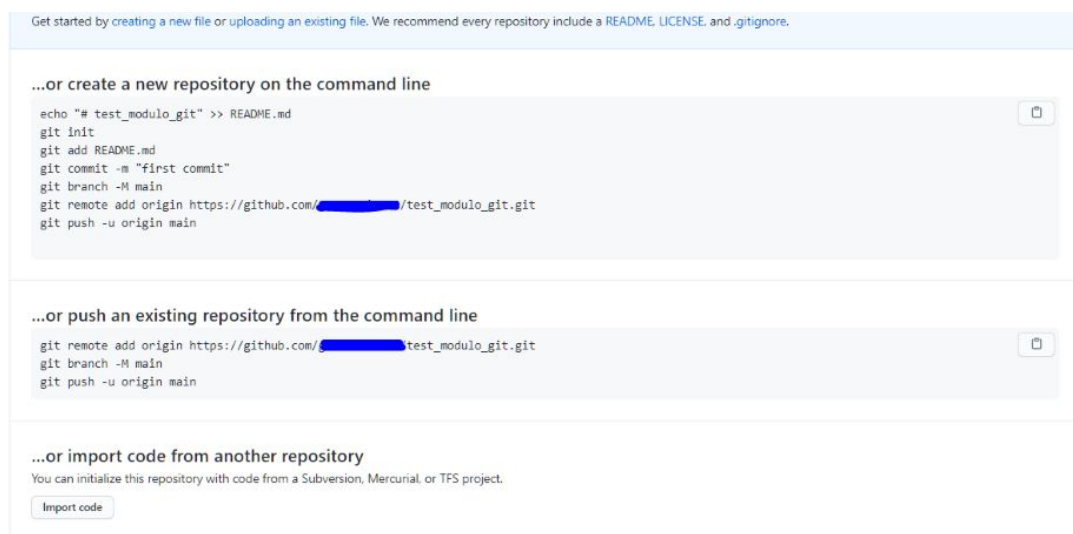 Get started by creating a new file or uploading an existing file. We recommend every repository include a README, LICENSE, and .gitignore.
...or create a new repository on the command line
echo "# test_modulo_git" >> README.md
git init
git add README.md
git commit -m "first commit"
git branch -M main
git remote add origin https://github.com/ /test_modulo_git.git
git push -u origin main
...or push an existing repository from the command line
git remote add origin https://github.com/ test_modulo_git.git
git branch -M main
git push -u origin main
...or import code from another repository
You can initialize this repository with code from a Subversion, Mercurial, or TFS project.
Import code